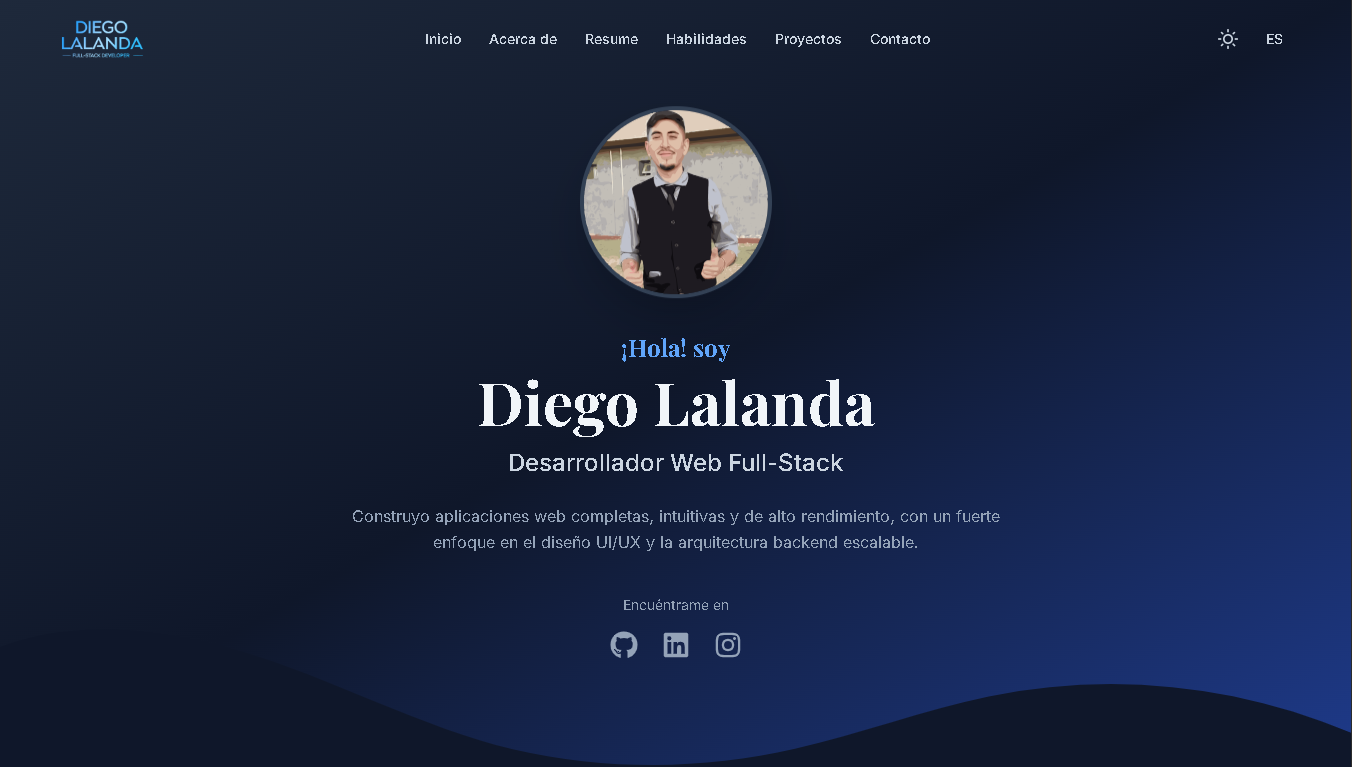 DIEGO
LALANDA
FULL-STACK DEVELOPER
Inicio
Acerca de
Resume
Habilidades
Proyectos
Contacto
ES
¡Hola! soy
Diego Lalanda
Desarrollador Web Full-Stack
Construyo aplicaciones web completas, intuitivas y de alto rendimiento, con un fuerte
enfoque en el diseño UI/UX y la arquitectura backend escalable.
Encuéntrame en
in